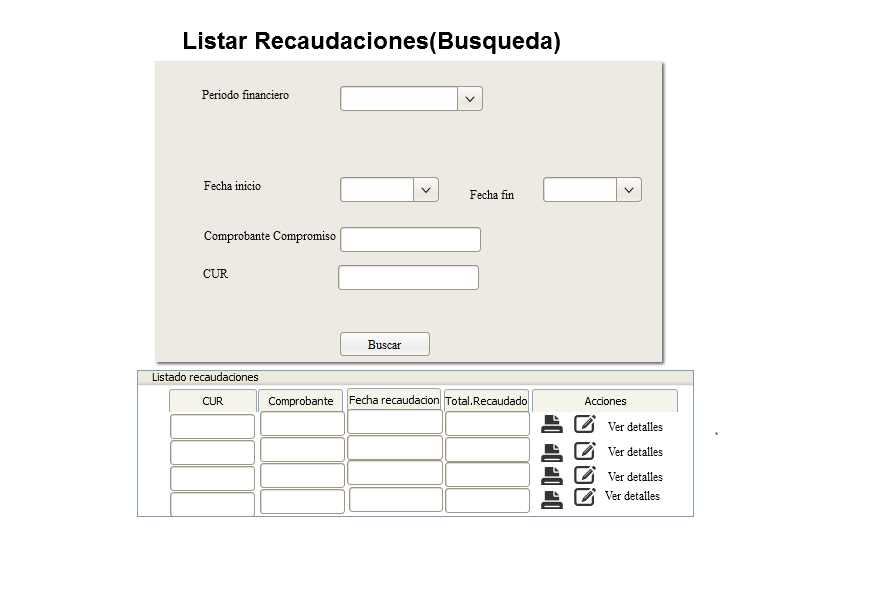 Listar Recaudaciones(Busqueda)
Periodo financiero
Fecha inicio
Fecha fin
Comprobante Compromiso
CUR
Buscar
Listado recaudaciones
CUR Comprobante Fecha recaudacion Total.Recaudado Acciones
Ver detalles
Ver detalles
Ver detalles
Ver detalles